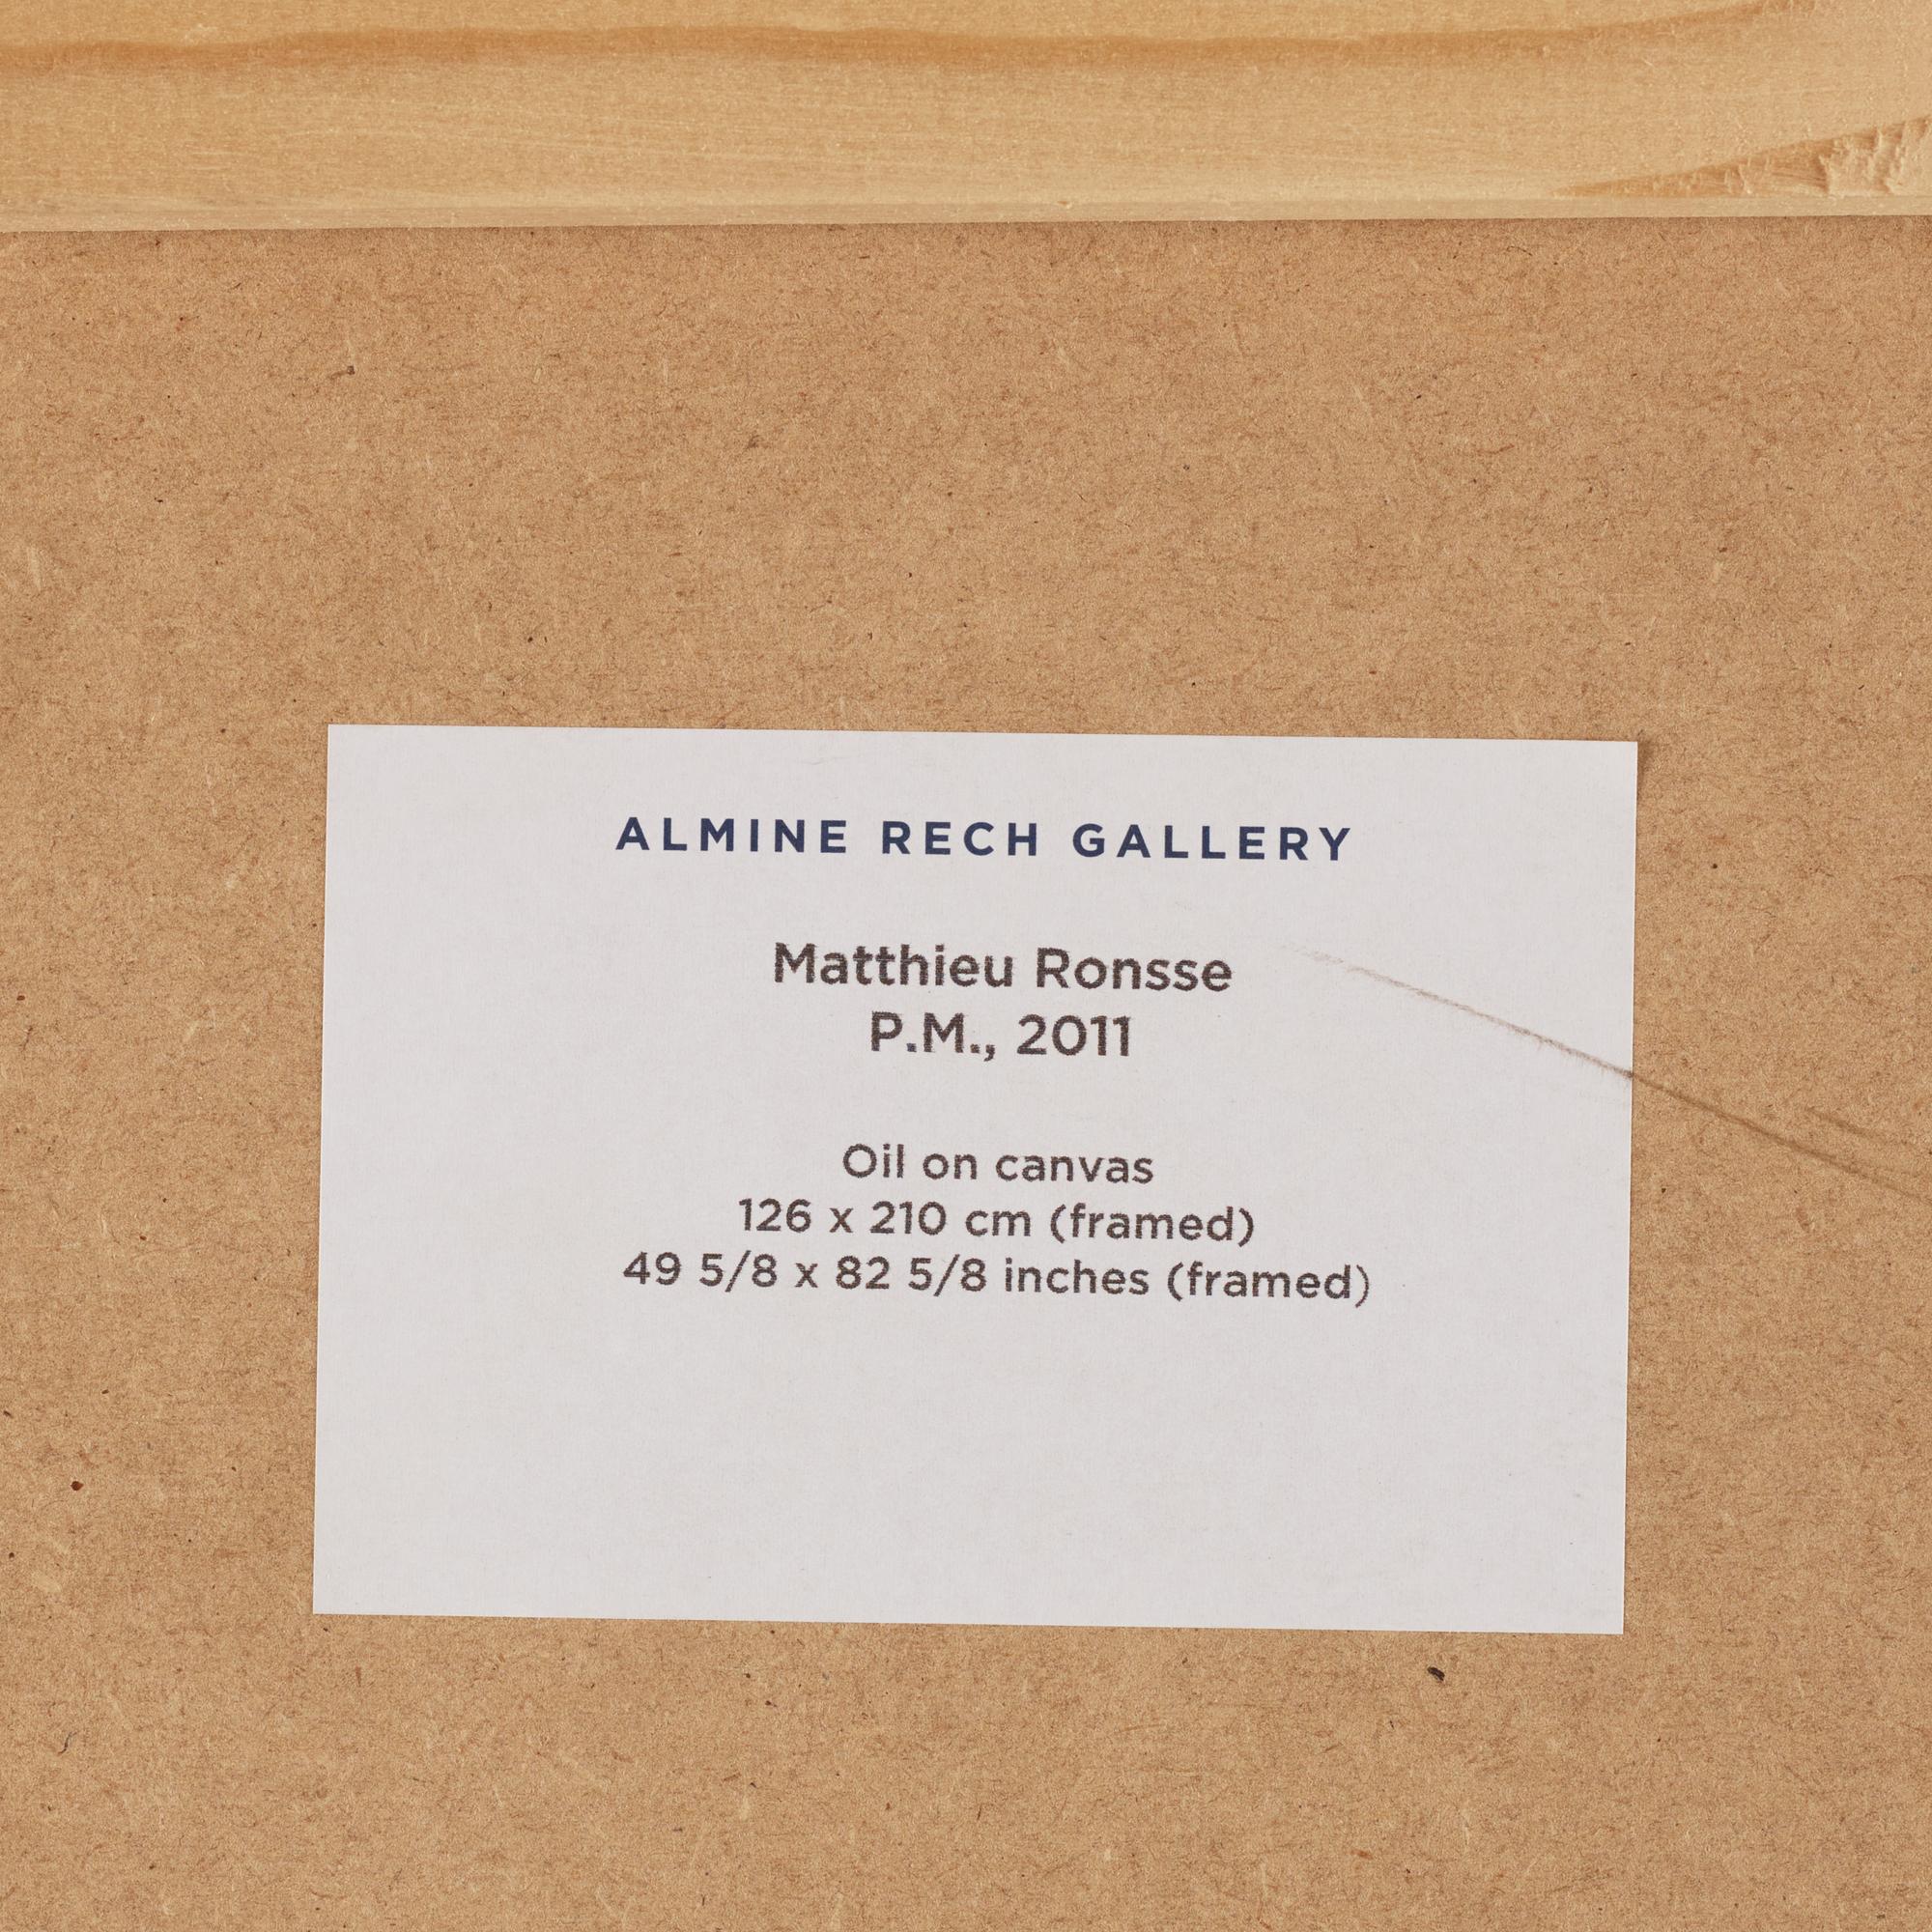 ALMINE RECH GALLERY
Matthieu Ronsse
P.M., 2011
Oil on canvas
126 x 210 cm (framed)
49 5/8 x 82 5/8 inches (framed)